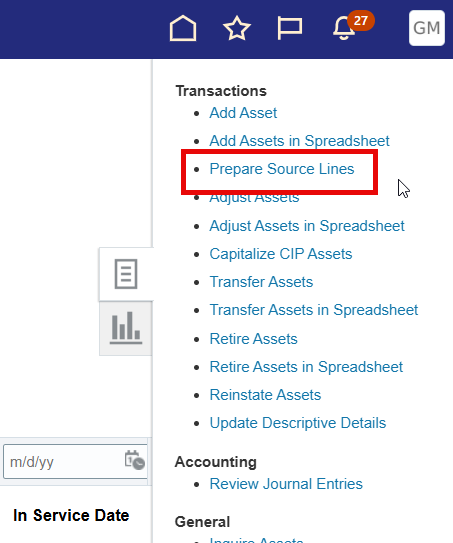 27
GM
Transactions
Add Asset
Add Assets in Spreadsheet
Prepare Source Lines
Adjust Assets
Adjust Assets in Spreadsheet
Capitalize CIP Assets
Transfer Assets
Transfer Assets in Spreadsheet
Retire Assets
Retire Assets in Spreadsheet
Reinstate Assets
Update Descriptive Details
m/d/yy
Accounting
Review Journal Entries
In Service Date
General
Inquire Assets